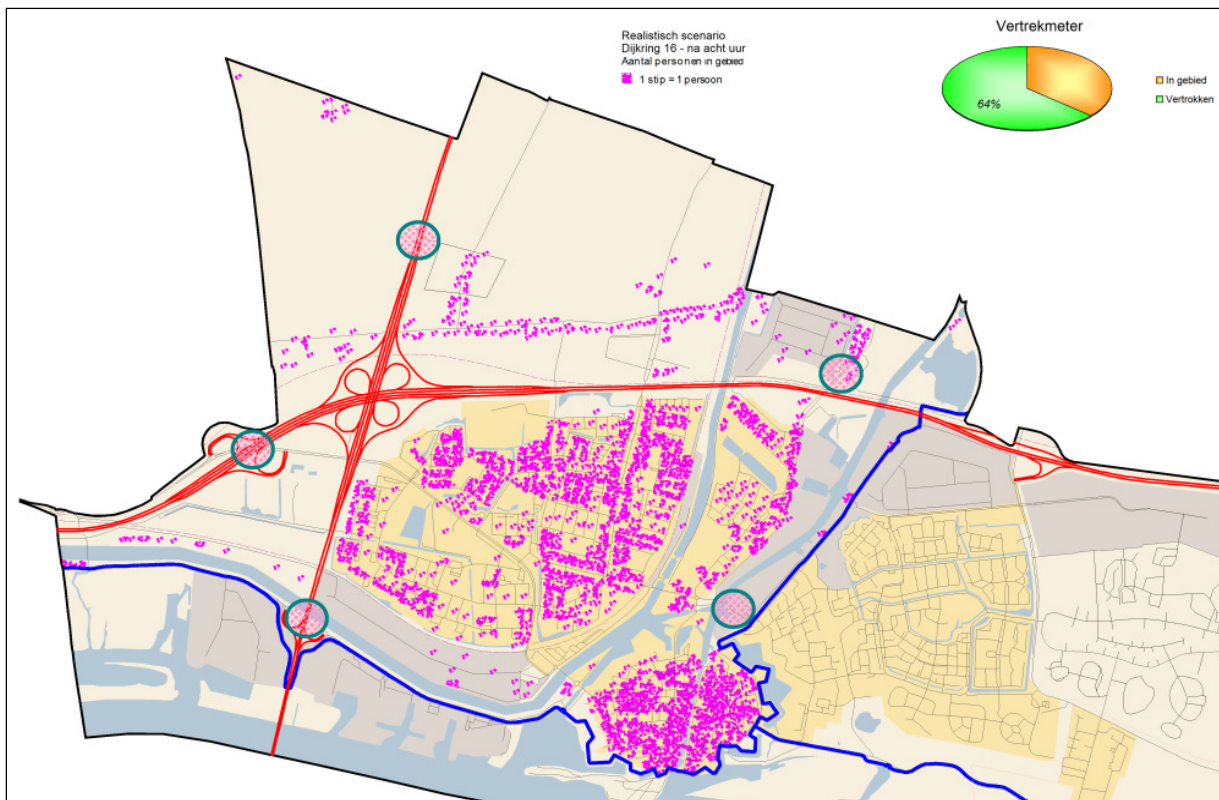 Realistisch scenario
Dijkring 16 - na acht uur
Aantal personen in gebied
1 stip = 1 persoon
Vertrekmeter
64%
In gebied
Vertrokken